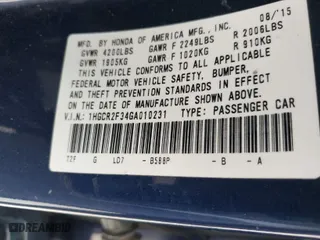 MFD. BY HONDA OF AMERICA MFG., INC. 08/'15
GVWR 4200LBS GAWR F 2249LBS R 2006LBS
GVWR 1905KG GAWR F 1020KG R 910KG
THIS VEHICLE CONFORMS TO ALL APPLICABLE
FEDERAL MOTOR VEHICLE SAFETY, BUMPER,
AND THEFT PREVENTION STANDARDS IN EFFECT
ON THE DATE OF MANUFACTURE SHOWN ABOVE.
V.I.N.: 1HGCR2F34GA010231 TYPE: PASSENGER CAR
T2F G LD7 -B588P -B -A
DREAMBID